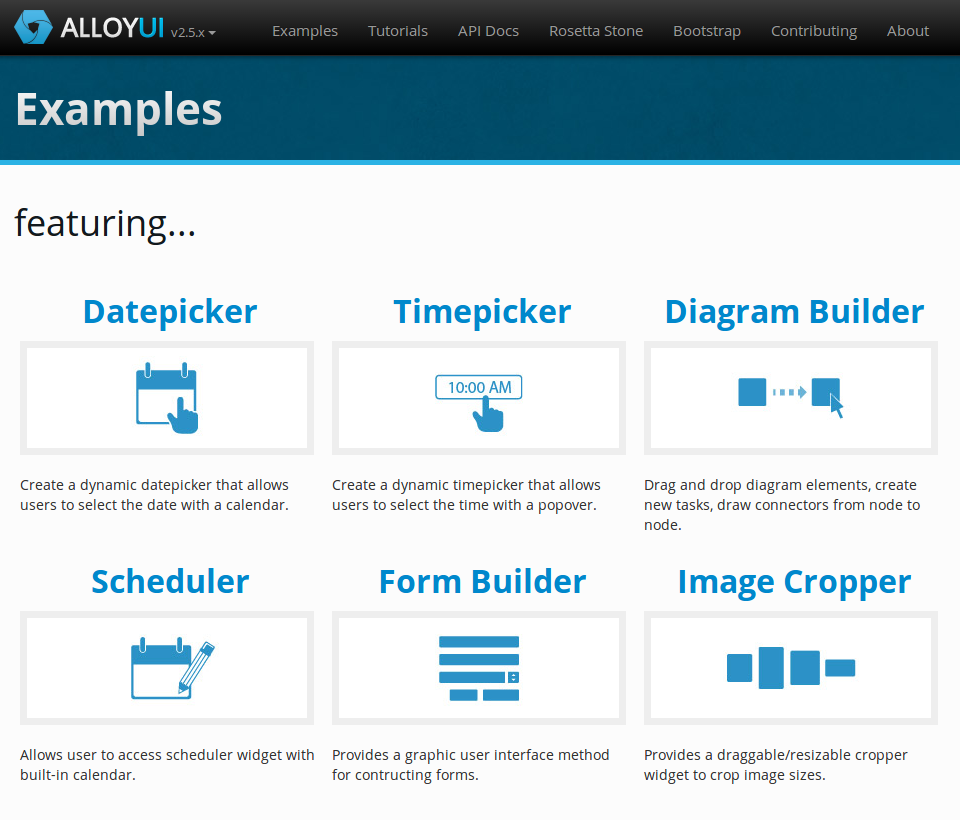 ALLOYUI v2.5.x Examples Tutorials API Docs Rosetta Stone Bootstrap Contributing About
Examples
featuring...
Datepicker
Timepicker
Diagram Builder
10:00 AM
Create a dynamic datepicker that allows
users to select the date with a calendar.
Create a dynamic timepicker that allows
users to select the time with a popover.
Drag and drop diagram elements, create
new tasks, draw connectors from node to
node.
Scheduler
Form Builder
Image Cropper
Allows user to access scheduler widget with
built-in calendar.
Provides a graphic user interface method
for contructing forms.
Provides a draggable/resizable cropper
widget to crop image sizes.